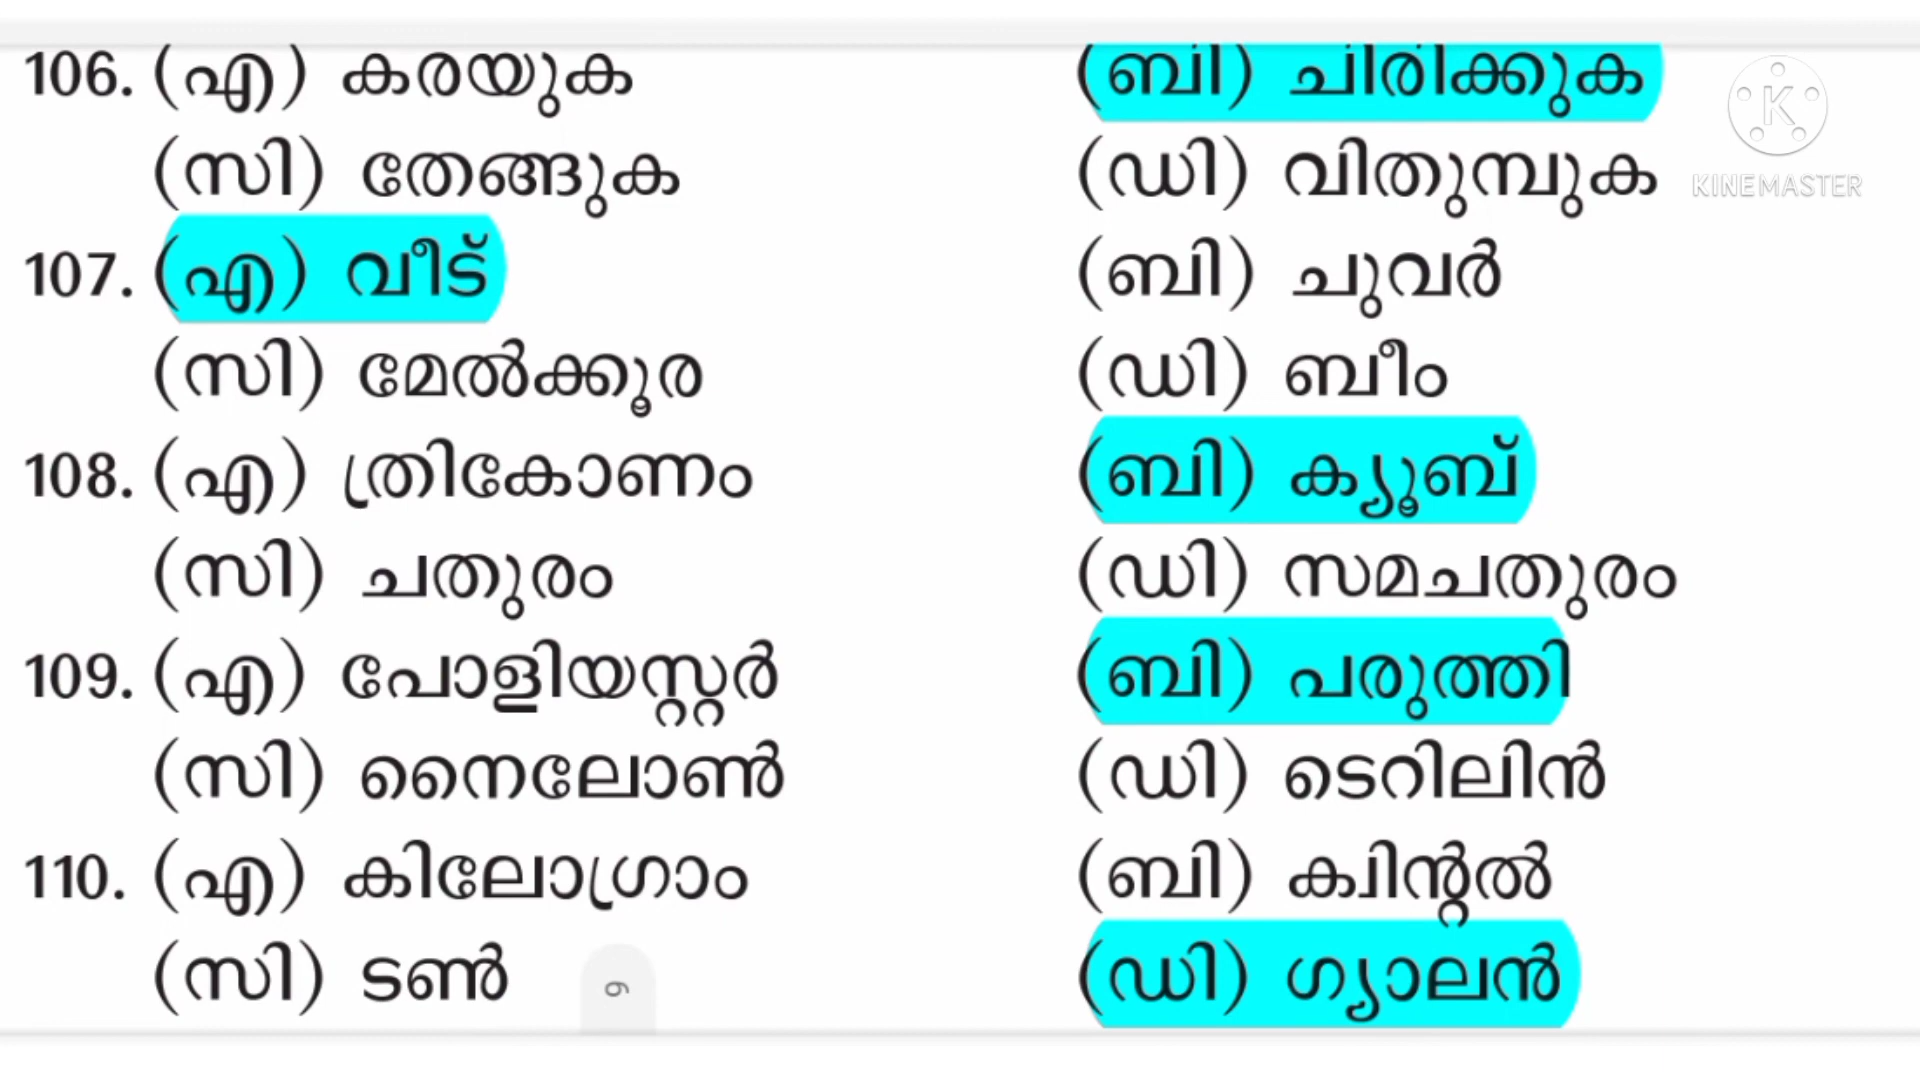 106. (എ) കരയുക (ബി) ചിരിക്കുക
(സി) തേങ്ങുക (ഡി) വിതുമ്പുക
KINEMASTER
107. (എ) വീട് (ബി) ചുവർ
(സി) മേൽക്കൂര (ഡി) ബീം
108. (എ) ത്രികോണം (ബി) ക്യൂബ്
(സി) ചതുരം (ഡി) സമചതുരം
109. (എ) പോളിയസ്റ്റർ (ബി) പരുത്തി
(സി) നൈലോൺ (ഡി) ടെറിലിൻ
110. (എ) കിലോഗ്രാം (ബി) ക്വിന്റൽ
(സി) ടൺ (ഡി) ഗ്യാലൻ